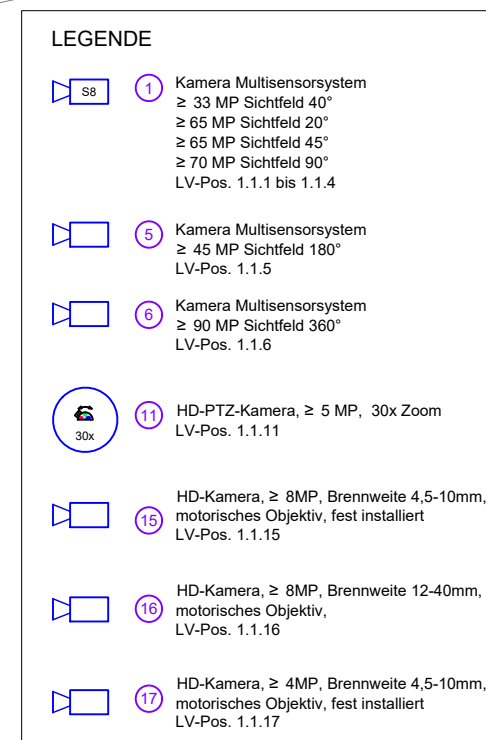 LEGENDE
S8
1
Kamera Multisensorsystem
≥ 33 MP Sichtfeld 40°
≥ 65 MP Sichtfeld 20°
≥ 65 MP Sichtfeld 45°
≥ 70 MP Sichtfeld 90°
LV-Pos. 1.1.1 bis 1.1.4
5
Kamera Multisensorsystem
≥ 45 MP Sichtfeld 180°
LV-Pos. 1.1.5
6
Kamera Multisensorsystem
≥ 90 MP Sichtfeld 360°
LV-Pos. 1.1.6
30x
11
HD-PTZ-Kamera, ≥ 5 MP, 30x Zoom
LV-Pos. 1.1.11
15
HD-Kamera, ≥ 8MP, Brennweite 4,5-10mm,
motorisches Objektiv, fest installiert
LV-Pos. 1.1.15
16
HD-Kamera, ≥ 8MP, Brennweite 12-40mm,
motorisches Objektiv,
LV-Pos. 1.1.16
17
HD-Kamera, ≥ 4MP, Brennweite 4,5-10mm,
motorisches Objektiv, fest installiert
LV-Pos. 1.1.17